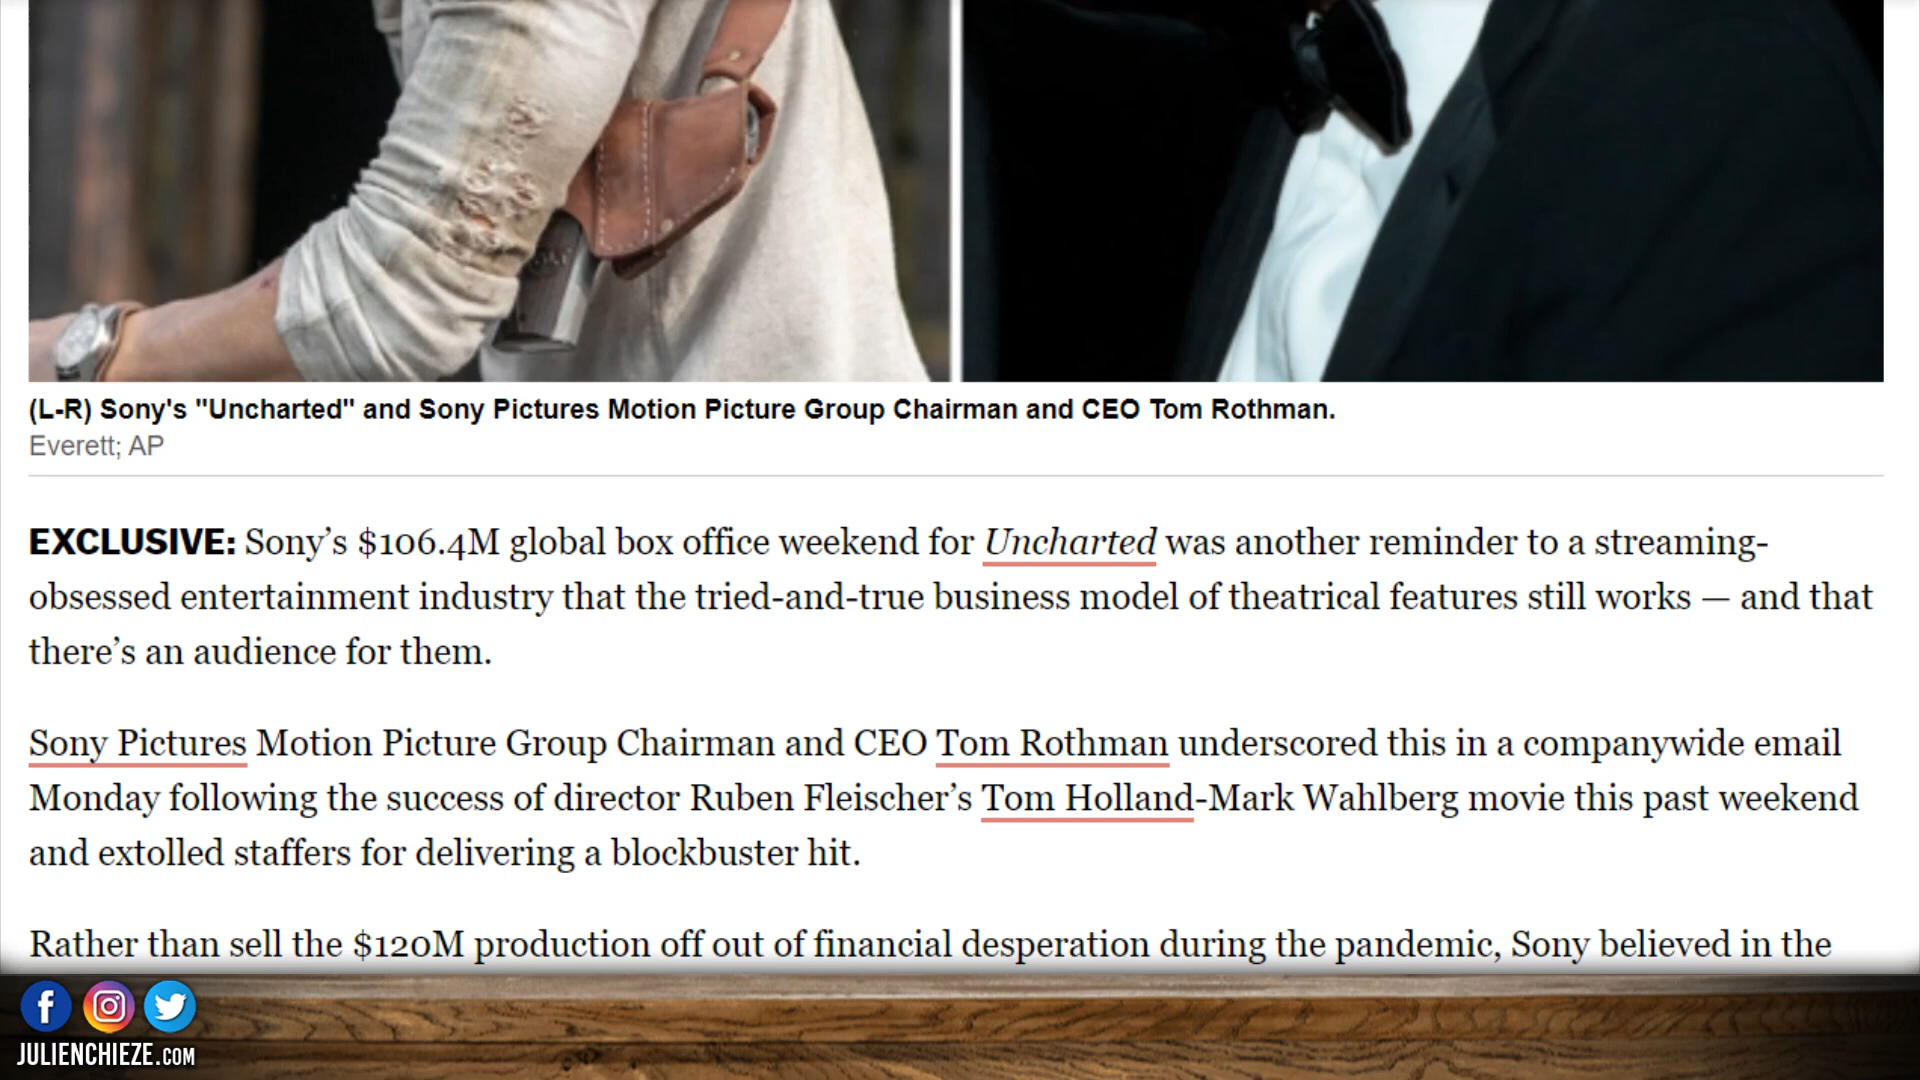 (L-R) Sony's "Uncharted" and Sony Pictures Motion Picture Group Chairman and CEO Tom Rothman.
Everett; AP
EXCLUSIVE: Sony’s $106.4M global box office weekend for Uncharted was another reminder to a streaming-
obsessed entertainment industry that the tried-and-true business model of theatrical features still works — and that
there’s an audience for them.
Sony Pictures Motion Picture Group Chairman and CEO Tom Rothman underscored this in a companywide email
Monday following the success of director Ruben Fleischer’s Tom Holland-Mark Wahlberg movie this past weekend
and extolled staffers for delivering a blockbuster hit.
Rather than sell the $120M production off out of financial desperation during the pandemic, Sony believed in the
JULIENCHIEZE.COM